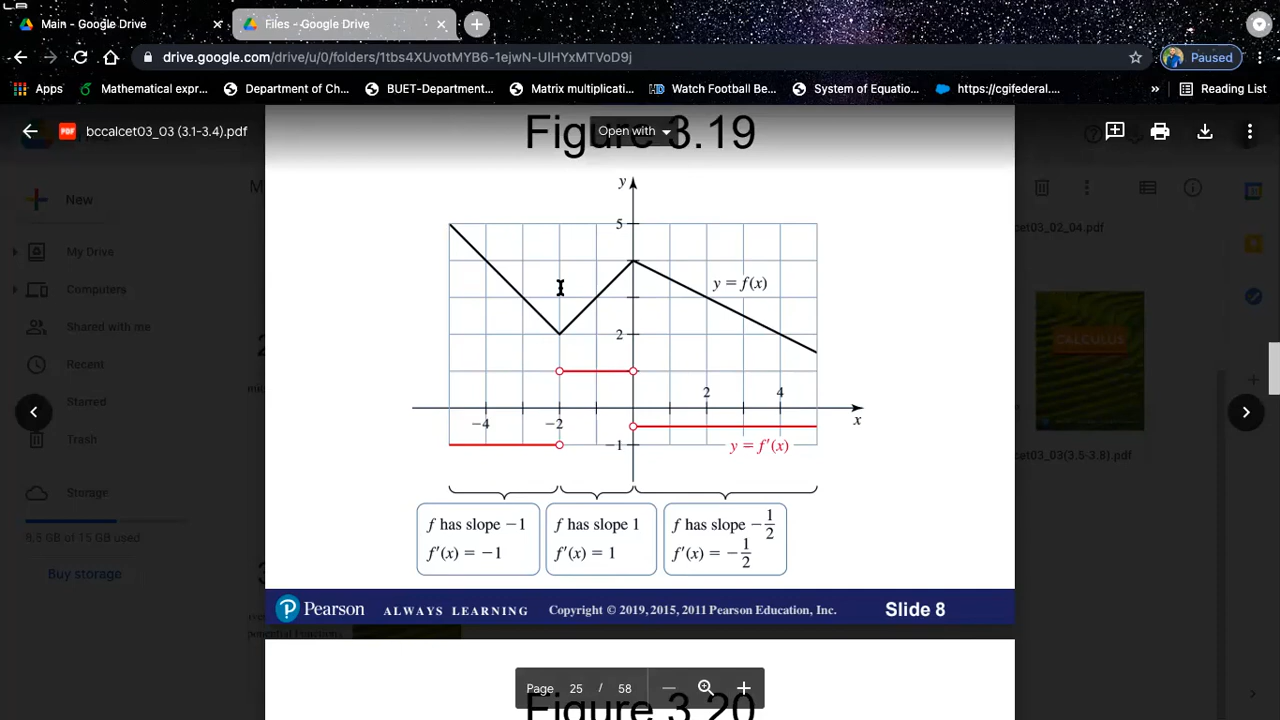 Main - Google Drive
Files - Google Drive
drive.google.com/drive/u/0/folders/1tbs4XUvotMYB6-1ejwN-UIHYxMTVoD9j
Paused
Apps
Mathematical expr...
Department of Ch...
BUET-Department...
Matrix multiplicati...
Watch Football Be...
System of Equatio...
https://cgifederal....
»
Reading List
bccalcet03_03 (3.1-3.4).pdf
Open with
Figure 3.19
New
My Drive
Computers
Shared with me
Recent
Starred
Trash
Storage
8.5 GB of 15 GB used
Buy storage
cet03_02_04.pdf
CALCULUS
cet03_03(3.5-3.8).pdf
y
5
y = f(x)
2
2 4
-4 -2
x
-1
y = f′(x)
f has slope −1
f′(x) = −1
f has slope 1
f′(x) = 1
f has slope −1/2
f′(x) = −1/2
Pearson ALWAYS LEARNING Copyright © 2019, 2015, 2011 Pearson Education, Inc. Slide 8
Page 25 / 58
Figure 3.20